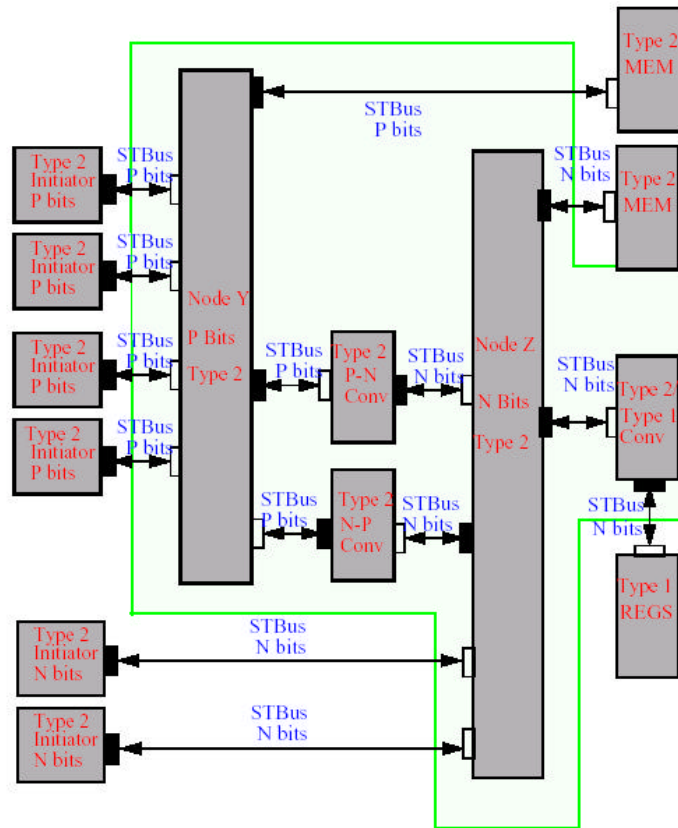 Type 2
MEM
STBus
P bits
Type 2
Initiator
P bits
STBus
P bits
STBus
N bits
Type 2
MEM
Type 2
Initiator
P bits
STBus
P bits
Node Y
P Bits
Type 2
Type 2
Initiator
P bits
STBus
P bits
STBus
P bits
Type 2
P-N
Conv
STBus
N bits
Node Z
N Bits
Type 2
STBus
N bits
Type 2/
Type 1
Conv
Type 2
Initiator
P bits
STBus
P bits
STBus
P bits
Type 2
N-P
Conv
STBus
N bits
STBus
N bits
Type 1
REGS
Type 2
Initiator
N bits
STBus
N bits
Type 2
Initiator
N bits
STBus
N bits